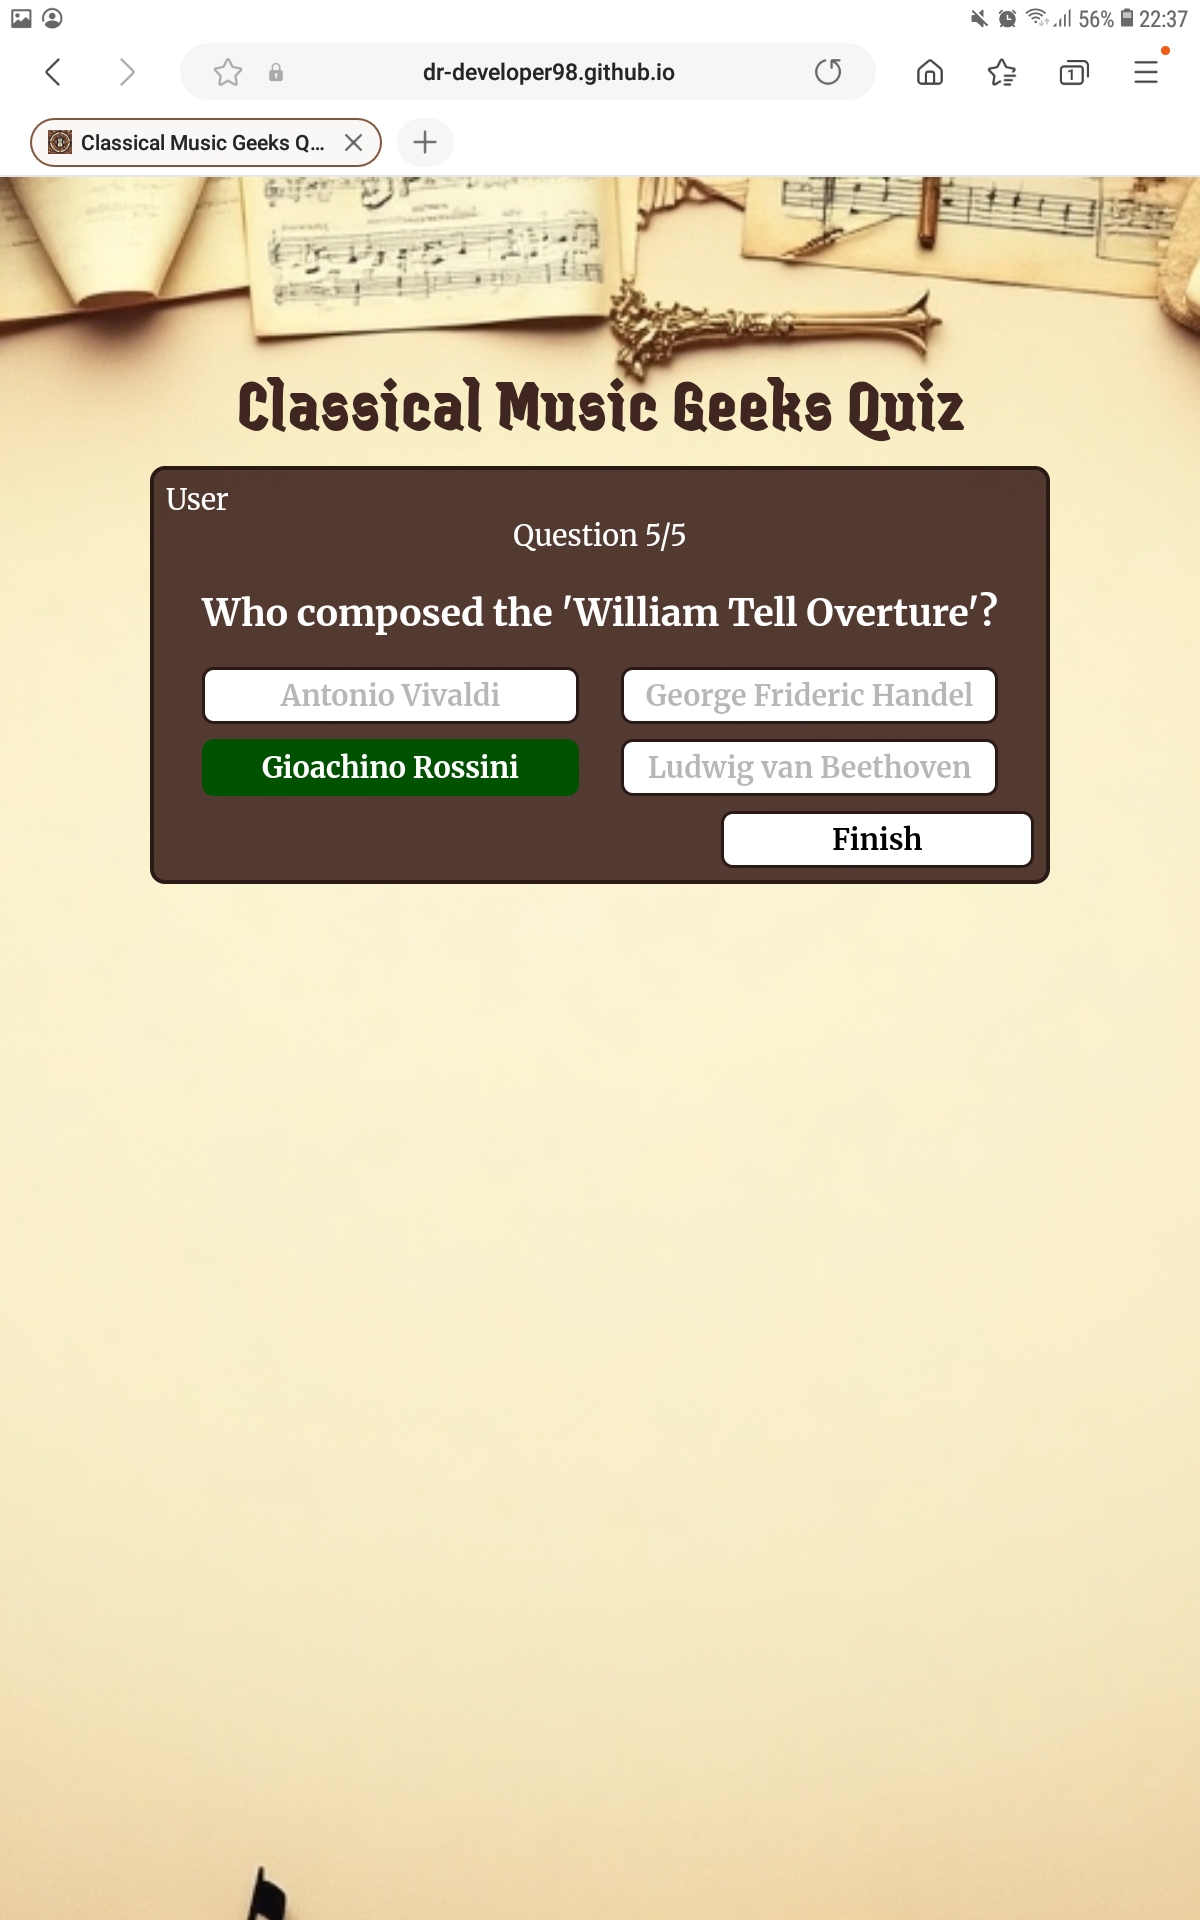 56% 22:37
dr-developer98.github.io
1
Classical Music Geeks Q...
Classical Music Geeks Quiz
User
Question 5/5
Who composed the 'William Tell Overture'?
Antonio Vivaldi
George Frideric Handel
Gioachino Rossini
Ludwig van Beethoven
Finish